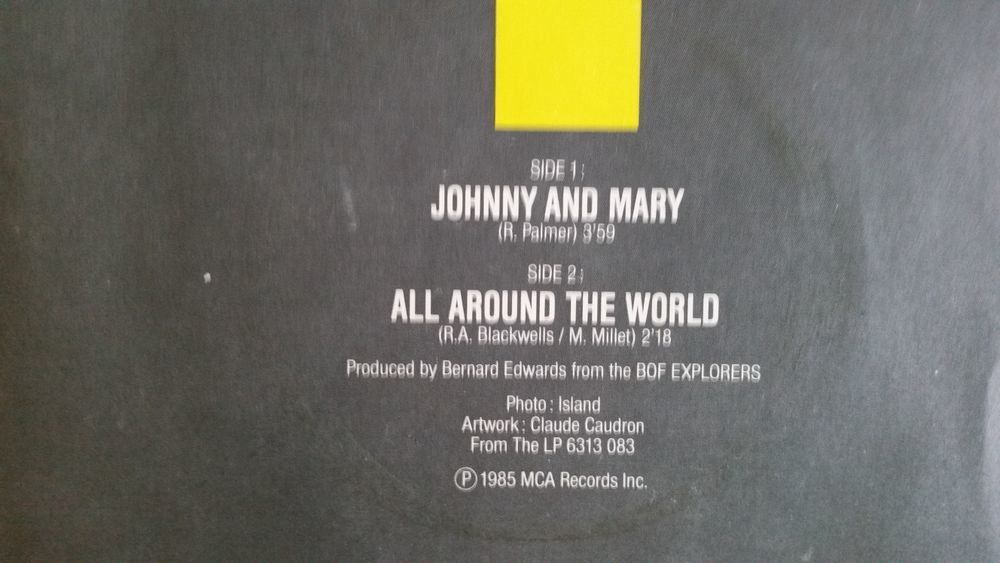 SIDE 1:
JOHNNY AND MARY
(R. Palmer) 3'59
SIDE 2:
ALL AROUND THE WORLD
(R.A. Blackwells / M. Millet) 2'18
Produced by Bernard Edwards from the BOF EXPLORERS
Photo : Island
Artwork : Claude Caudron
From The LP 6313 083
Ⓟ 1985 MCA Records Inc.